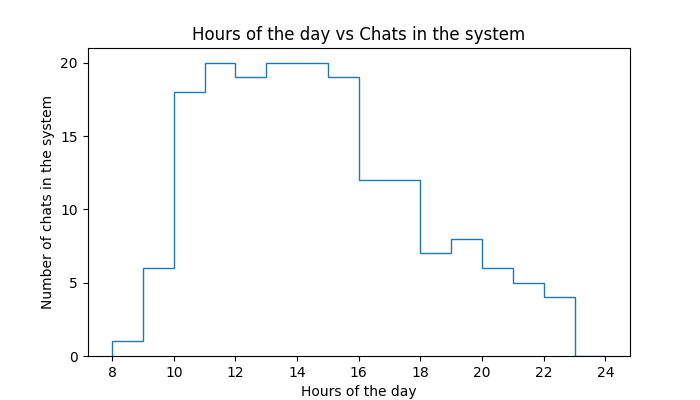 Hours of the day vs Chats in the system
Number of chats in the system
20
15
10
5
0
8 10 12 14 16 18 20 22 24
Hours of the day